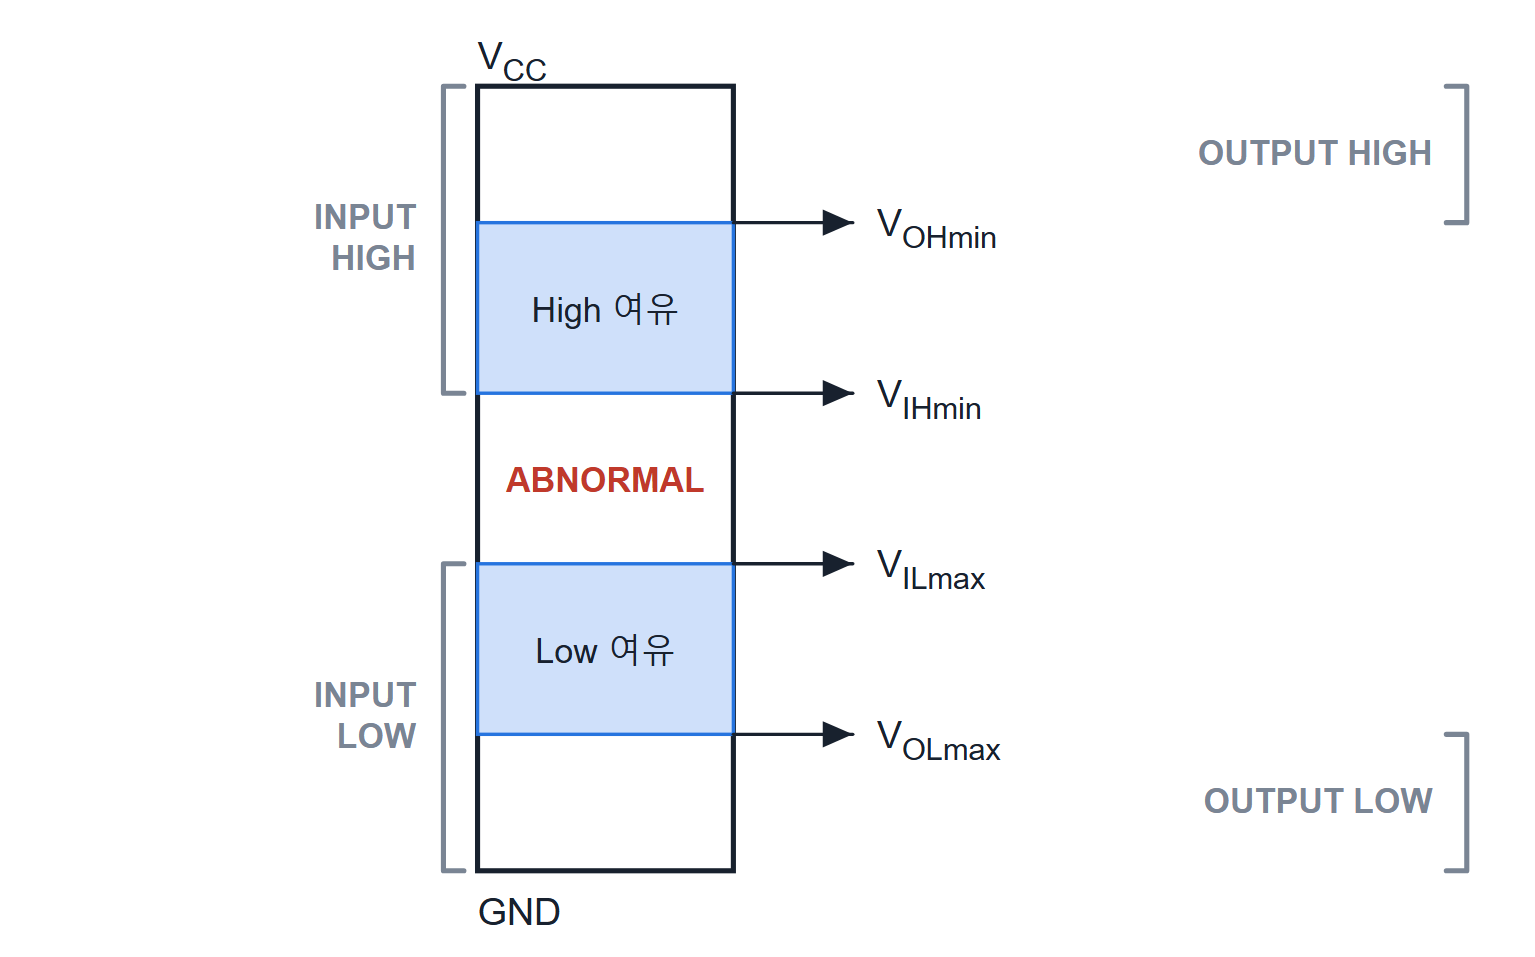 VCC
OUTPUT HIGH
INPUT
HIGH
VOHmin
High 여유
VIHmin
ABNORMAL
VILmax
Low 여유
INPUT
LOW
VOLmax
OUTPUT LOW
GND